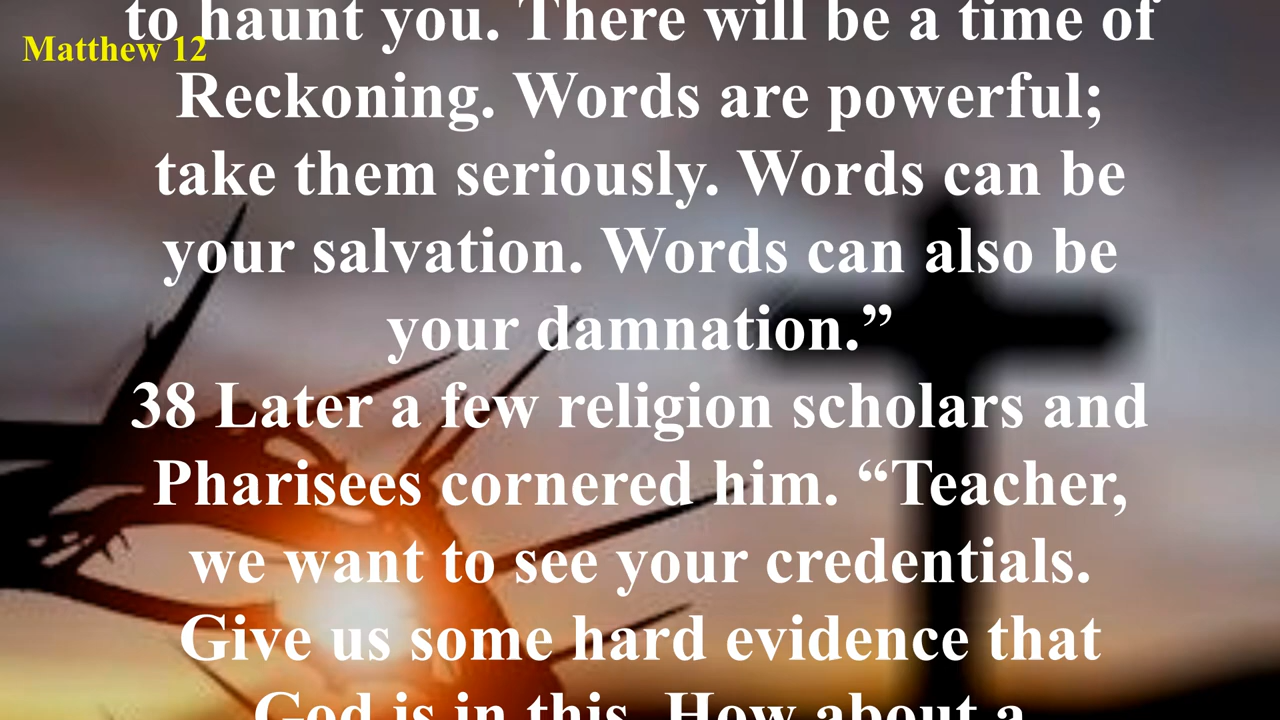 to haunt you. There will be a time of
Matthew 12
Reckoning. Words are powerful;
take them seriously. Words can be
your salvation. Words can also be
your damnation.”
38 Later a few religion scholars and
Pharisees cornered him. “Teacher,
we want to see your credentials.
Give us some hard evidence that
God is in this. How about a